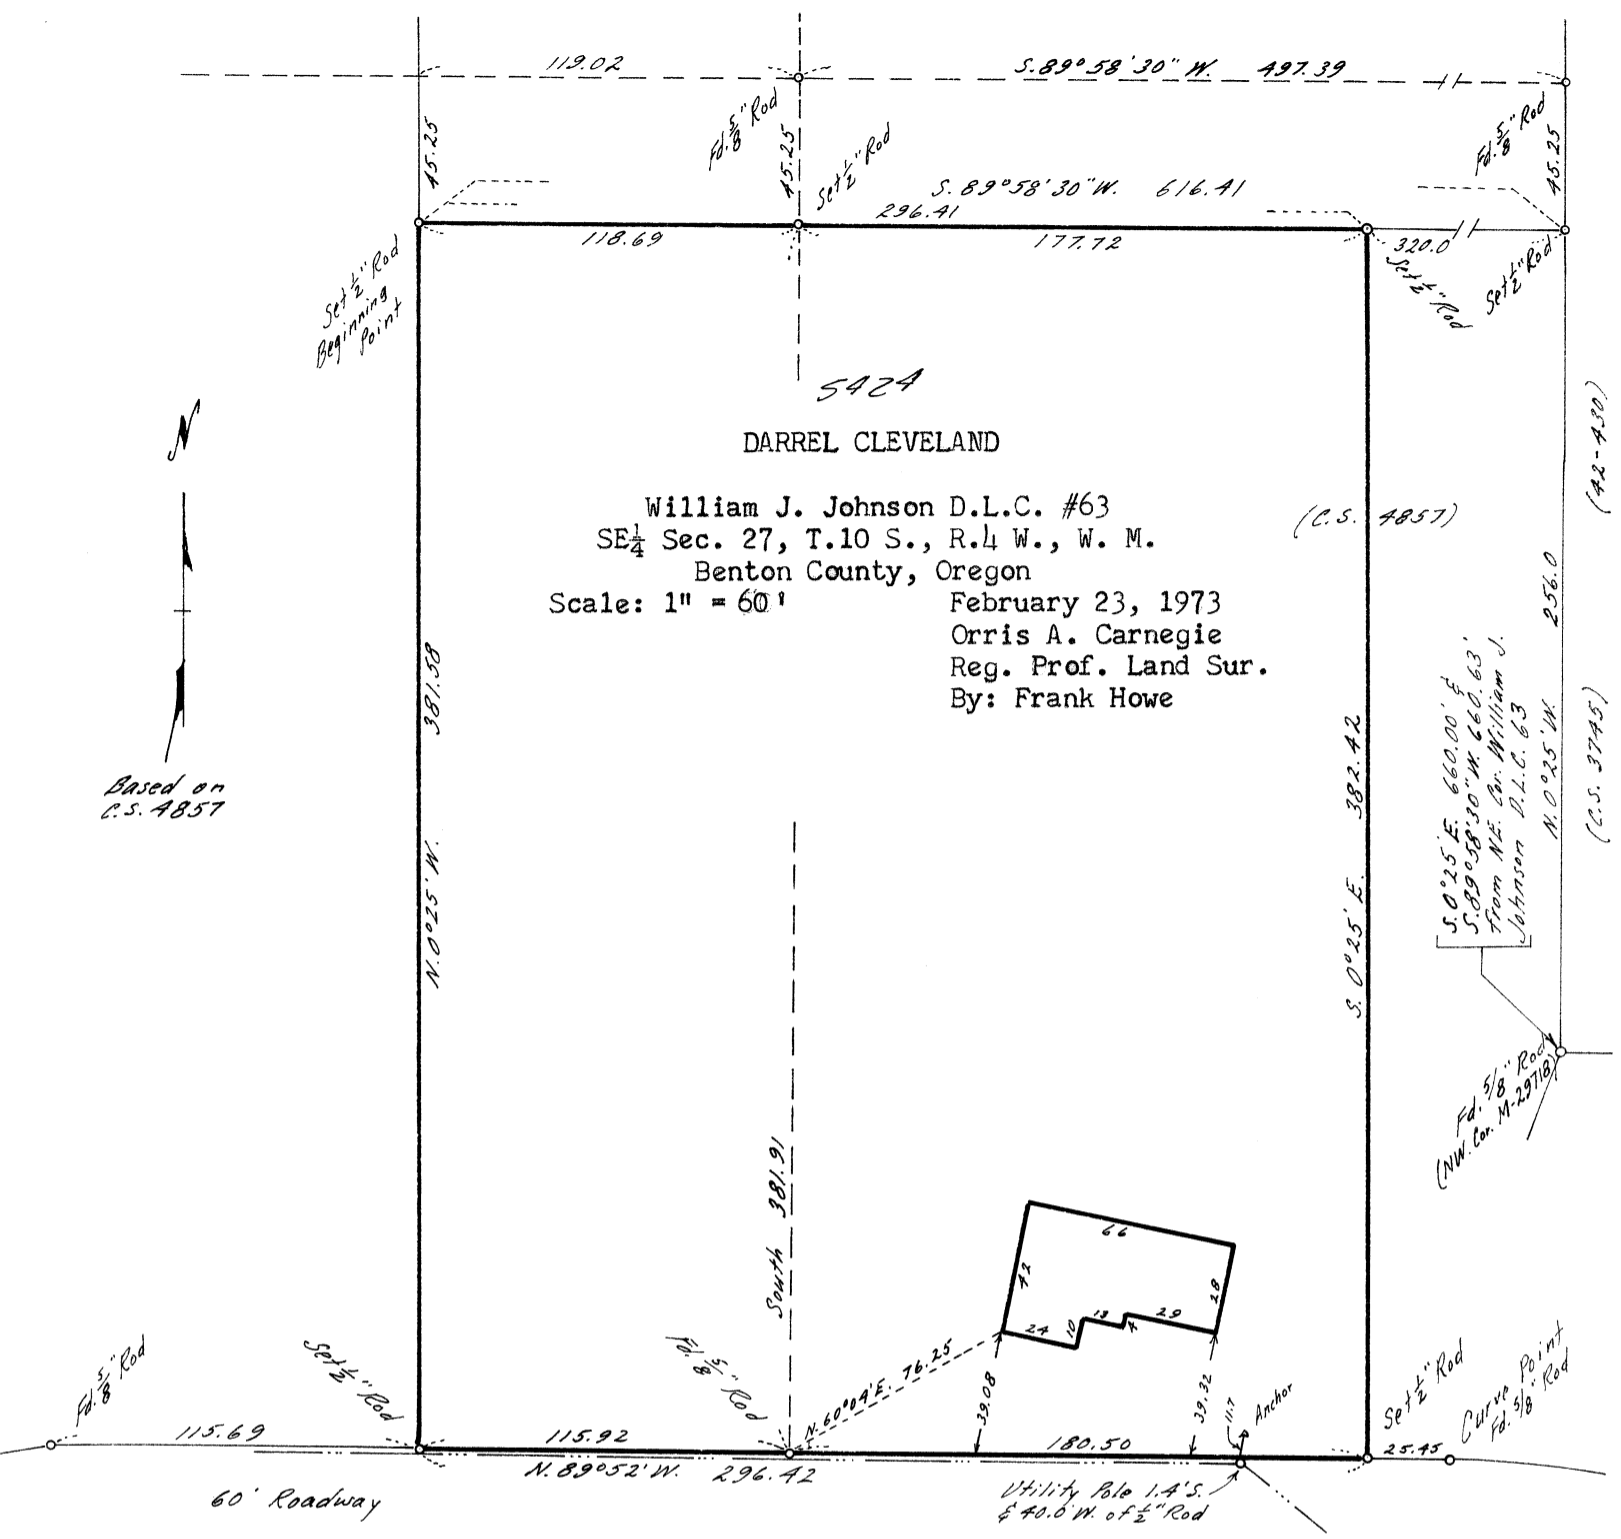 119.02
S. 89° 58' 30" W. 497.39
45.25
Fd. 5/8" Rod
45.25
Set 1/2" Rod
Fd. 5/8" Rod
45.25
S. 89° 58' 30" W. 616.41
296.41
118.69
177.72
320.0
Set 1/2" Rod
Beginning
Point
Set 1/2" Rod
Set 1/2" Rod
5424
N
DARREL CLEVELAND
William J. Johnson D.L.C. #63
SE¼ Sec. 27, T.10 S., R.4 W., W. M.
Benton County, Oregon
Scale: 1" = 60'
February 23, 1973
Orris A. Carnegie
Reg. Prof. Land Sur.
By: Frank Howe
(C.S. 4857)
(42-430)
(C.S. 3745)
N. 0° 25' W. 256.0
381.58
N. 0° 25' W.
S. 0° 25' E. 382.42
S. 0° 25' E. 660.00' &
S. 89° 58' 30" W. 660.63'
from NE. Cor. William J.
Johnson D.L.C. 63
Based on
C.S. 4857
Fd. 5/8" Rod
(NW. Cor. M-29718)
South 381.91
66
42
28
24
10
13
4
29
N. 60° 04' E. 76.25
39.08
39.32
11.7
Anchor
Fd. 5/8" Rod
Set 1/2" Rod
Fd. 5/8" Rod
Set 1/2" Rod
Curve Point
Fd. 5/8" Rod
115.69
115.92
180.50
25.45
N. 89° 52' W. 296.42
60' Roadway
Utility Pole 1.4' S.
& 40.0' W. of 1/2" Rod